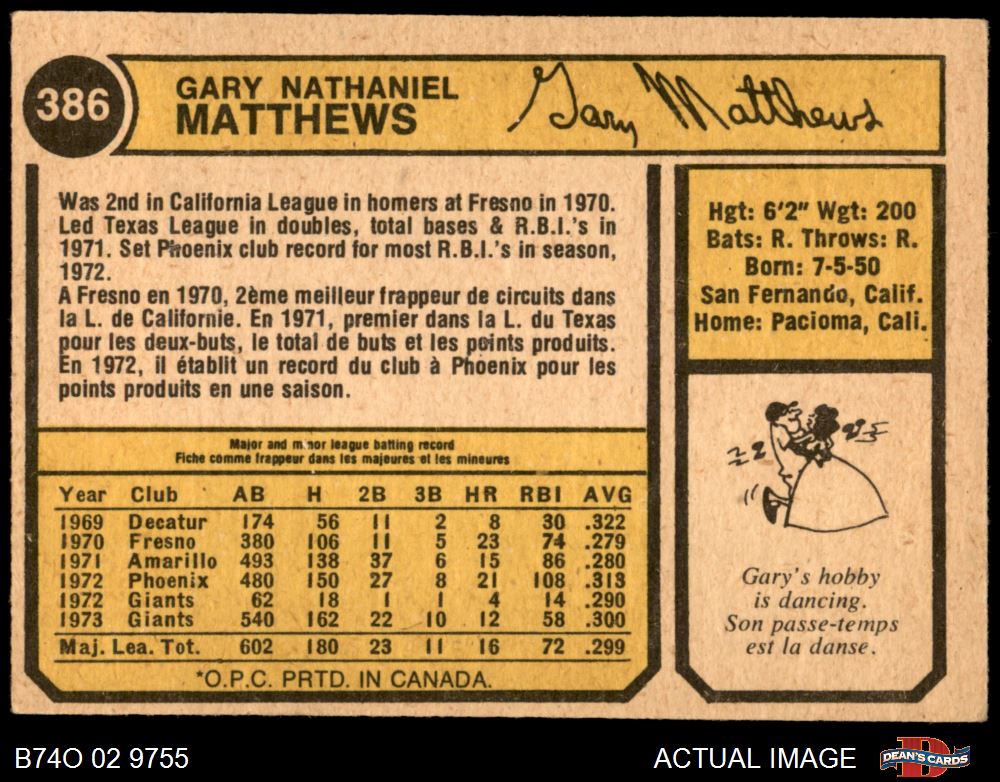 386
GARY NATHANIEL
MATTHEWS
Gary Matthews
Was 2nd in California League in homers at Fresno in 1970.
Led Texas League in doubles, total bases & R.B.I.'s in
1971. Set Phoenix club record for most R.B.I.'s in season,
1972.
A Fresno en 1970, 2ème meilleur frappeur de circuits dans
la L. de Californie. En 1971, premier dans la L. du Texas
pour les deux-buts, le total de buts et les points produits.
En 1972, il établit un record du club à Phoenix pour les
points produits en une saison.
Hgt: 6'2" Wgt: 200
Bats: R. Throws: R.
Born: 7-5-50
San Fernando, Calif.
Home: Pacioma, Cali.
Major and minor league batting record
Fiche comme frappeur dans les majeures et les mineures
Year Club AB H 2B 3B HR RBI AVG
1969 Decatur 174 56 11 2 8 30 .322
1970 Fresno 380 106 11 5 23 74 .279
1971 Amarillo 493 138 37 6 15 86 .280
1972 Phoenix 480 150 27 8 21 108 .313
1972 Giants 62 18 1 1 4 14 .290
1973 Giants 540 162 22 10 12 58 .300
Maj. Lea. Tot. 602 180 23 11 16 72 .299
*O.P.C. PRTD. IN CANADA.
Gary's hobby
is dancing.
Son passe-temps
est la danse.
B74O 02 9755
ACTUAL IMAGE
DEAN'S CARDS